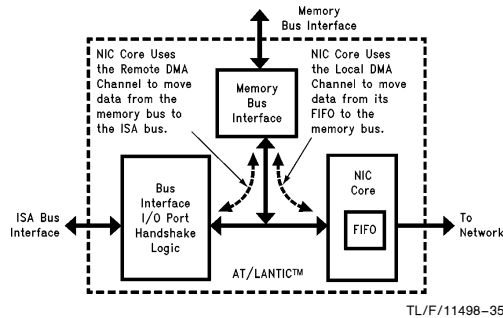 Memory
Bus Interface
NIC Core Uses
the Remote DMA
Channel to move
data from the
memory bus to
the ISA bus.
NIC Core Uses
the Local DMA
Channel to move
data from its
FIFO to the
memory bus.
Memory
Bus
Interface
Bus
Interface
I/O Port
Handshake
Logic
NIC
Core
FIFO
ISA Bus
Interface
To
Network
AT/LANTIC™
TL/F/11498–35